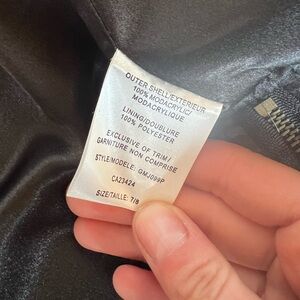 OUTER SHELL/EXTERIEUR
100% MODACRYLIC/
MODACRYLIQUE
LINING/DOUBLURE
100% POLYESTER
EXCLUSIVE OF TRIM/
GARNITURE NON COMPRISE
STYLE/MODELE: GMJ099P
CA23424
SIZE/TAILLE: 7/8